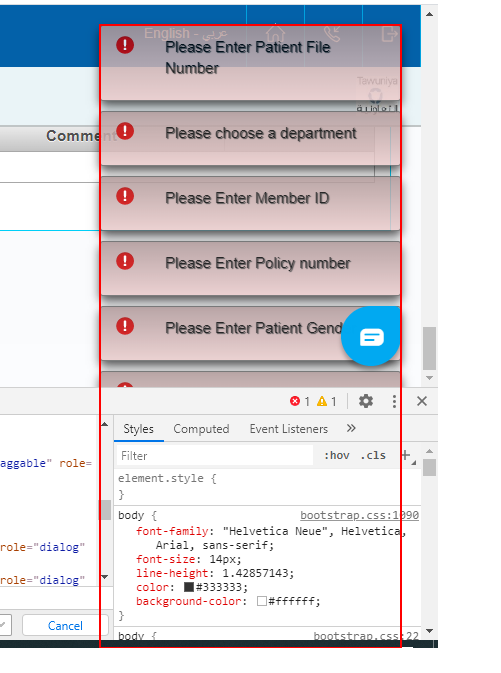 English - عربي
Please Enter Patient File
Number
Tawuniya
التعاونية
Comment
Please choose a department
Please Enter Member ID
Please Enter Policy number
Please Enter Patient Gend
1 1
Styles Computed Event Listeners »
Filter :hov .cls +
aggable" role=
element.style {
}
body { bootstrap.css:1090
font-family: "Helvetica Neue", Helvetica,
Arial, sans-serif;
font-size: 14px;
line-height: 1.42857143;
color: #333333;
background-color: #ffffff;
}
role="dialog"
role="dialog"
Cancel
body { bootstrap.css:22